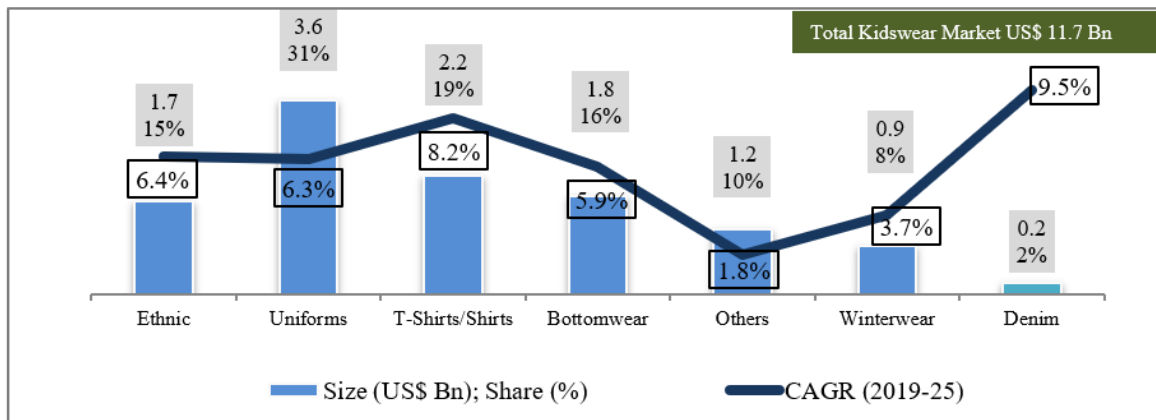 Total Kidswear Market US$ 11.7 Bn
3.6
31%
2.2
19%
1.7
15%
1.8
16%
1.2
10%
0.9
8%
0.2
2%
6.4%
6.3%
8.2%
5.9%
1.8%
3.7%
9.5%
Ethnic
Uniforms
T-Shirts/Shirts
Bottomwear
Others
Winterwear
Denim
Size (US$ Bn); Share (%)
CAGR (2019-25)